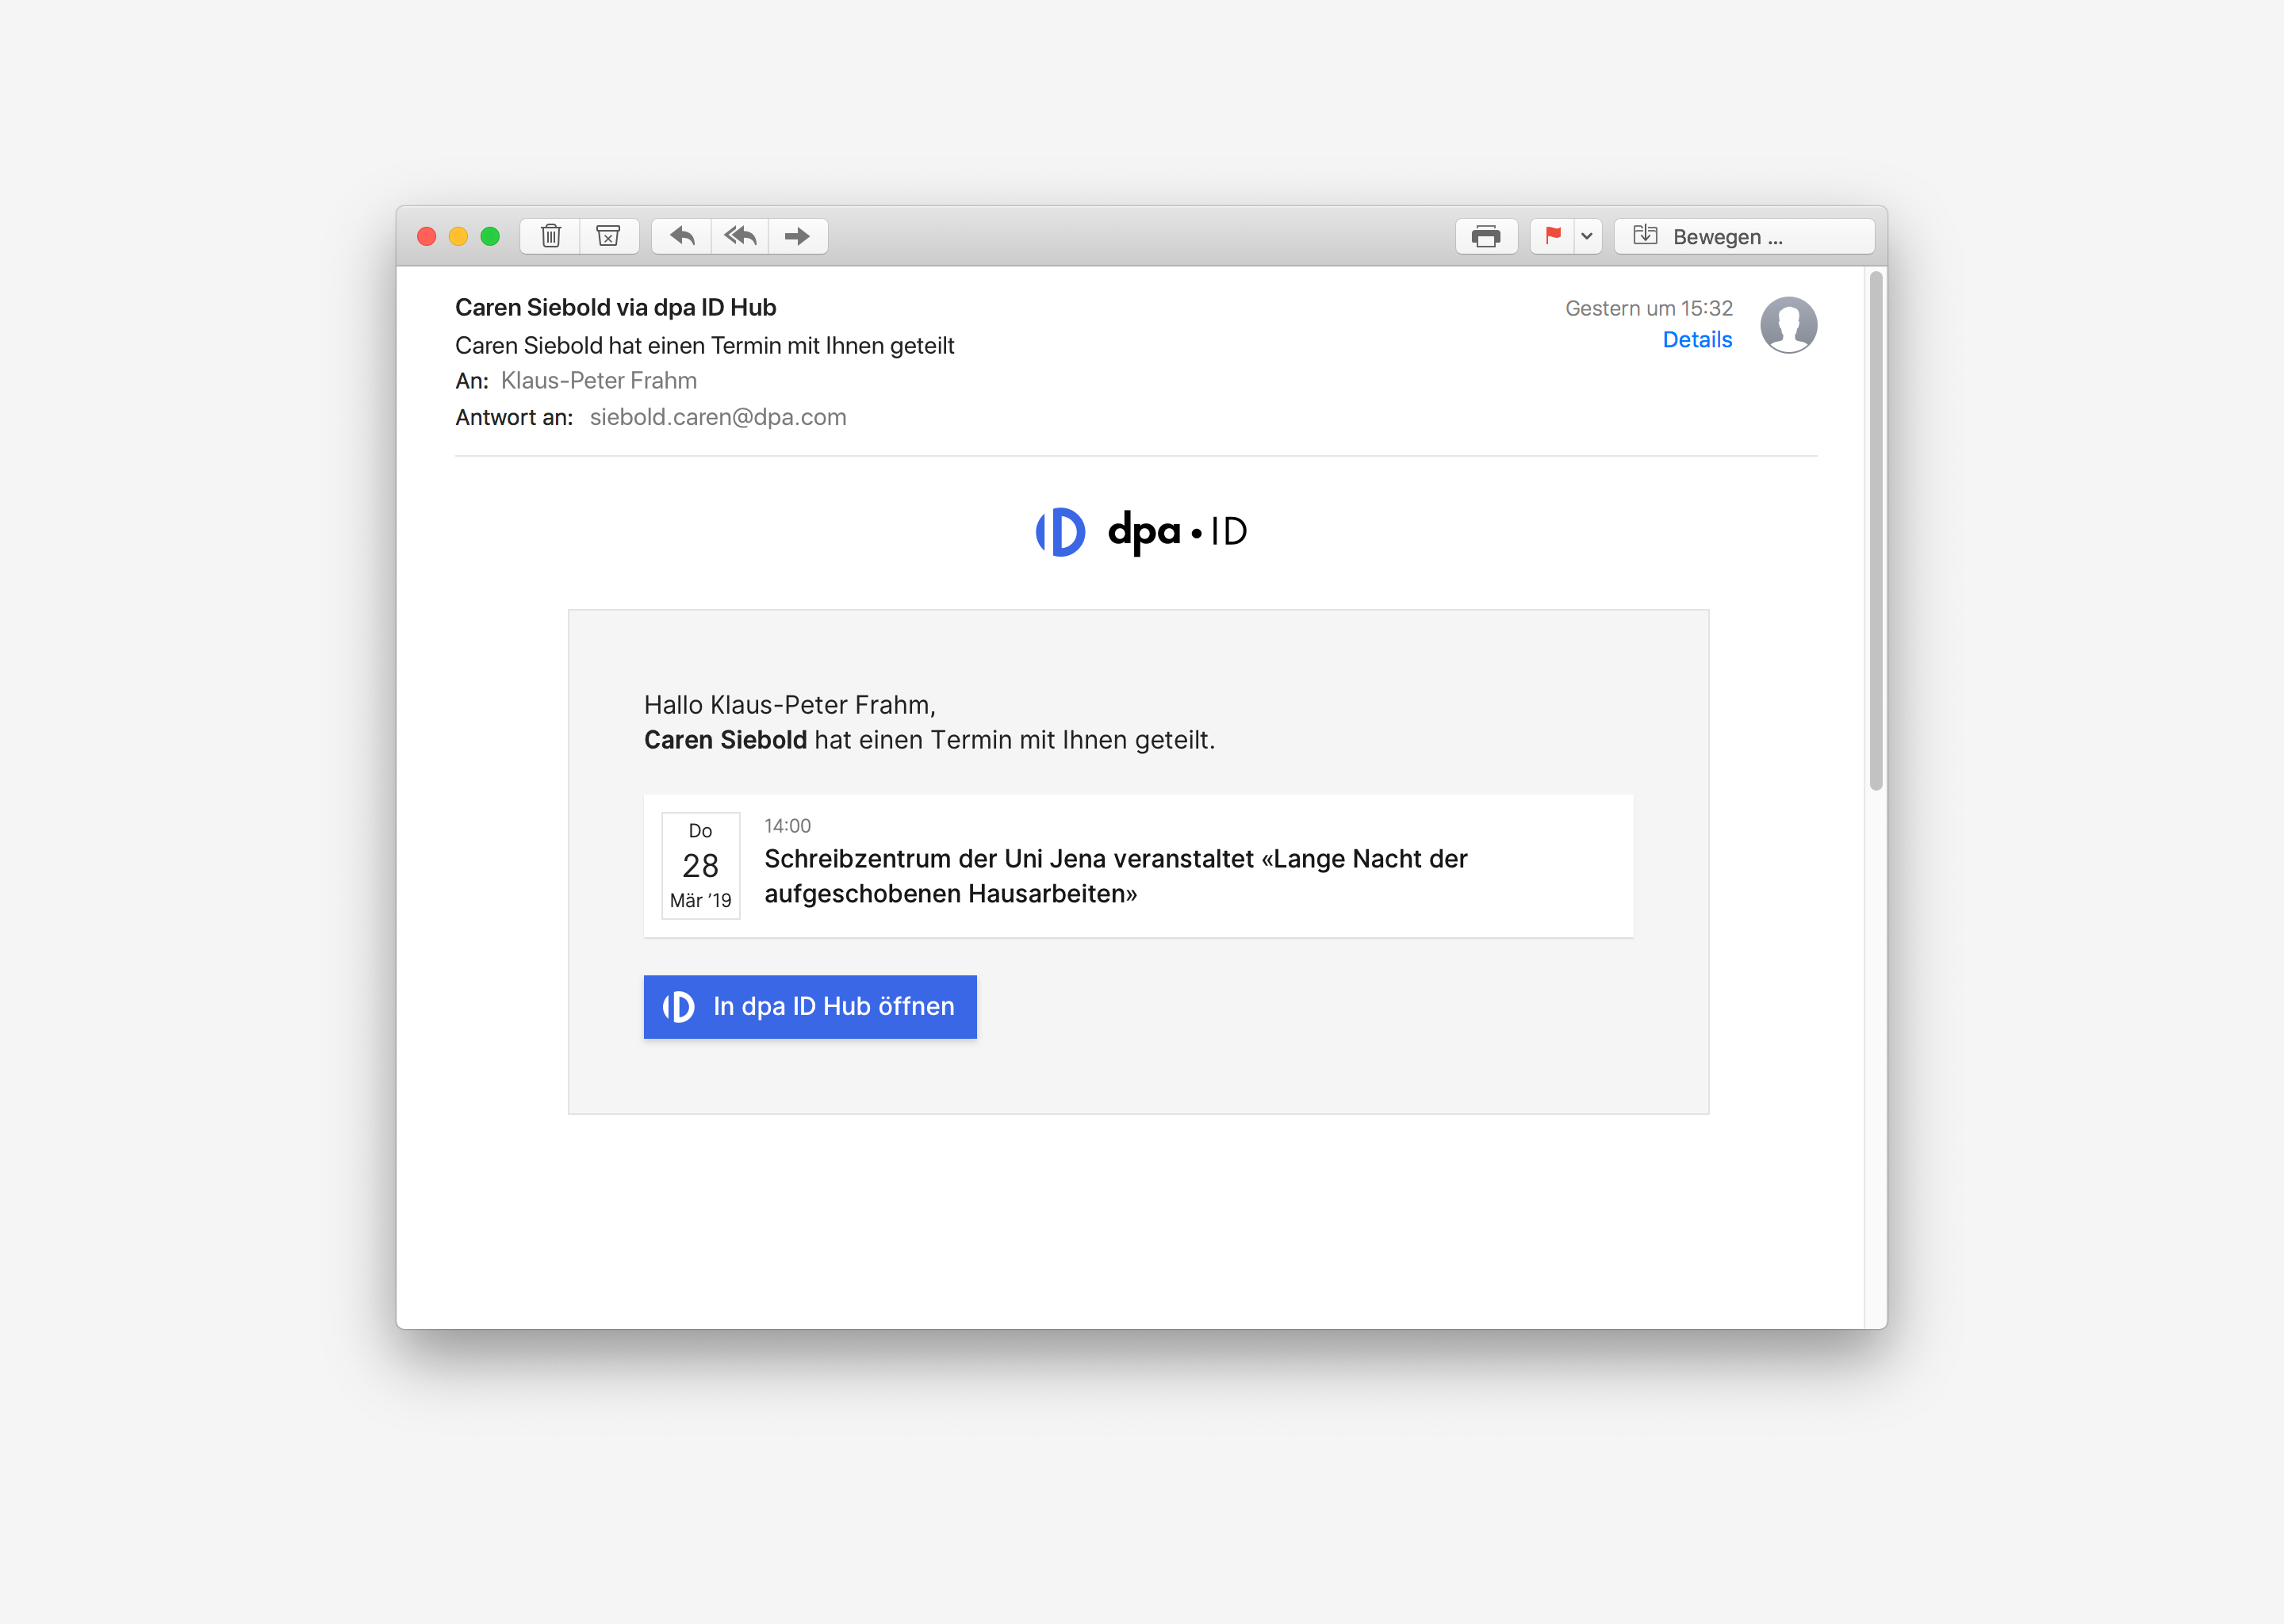 Bewegen ...
Caren Siebold via dpa ID Hub
Gestern um 15:32
Caren Siebold hat einen Termin mit Ihnen geteilt
Details
An: Klaus-Peter Frahm
Antwort an: siebold.caren@dpa.com
dpa • ID
Hallo Klaus-Peter Frahm,
Caren Siebold hat einen Termin mit Ihnen geteilt.
Do
28
Mär ’19
14:00
Schreibzentrum der Uni Jena veranstaltet «Lange Nacht der
aufgeschobenen Hausarbeiten»
In dpa ID Hub öffnen